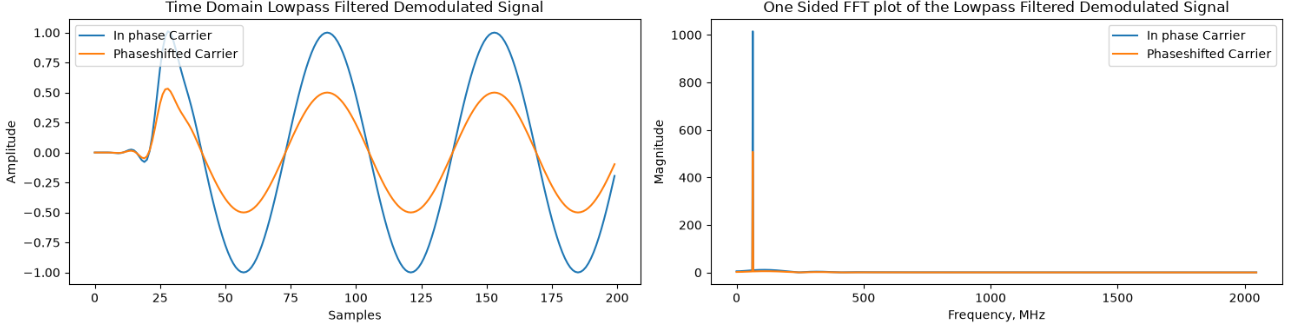 Time Domain Lowpass Filtered Demodulated Signal
1.00
0.75
0.50
0.25
0.00
−0.25
−0.50
−0.75
−1.00
Amplitude
In phase Carrier
Phaseshifted Carrier
0 25 50 75 100 125 150 175 200
Samples
One Sided FFT plot of the Lowpass Filtered Demodulated Signal
1000
800
600
400
200
0
Magnitude
In phase Carrier
Phaseshifted Carrier
0 500 1000 1500 2000
Frequency, MHz